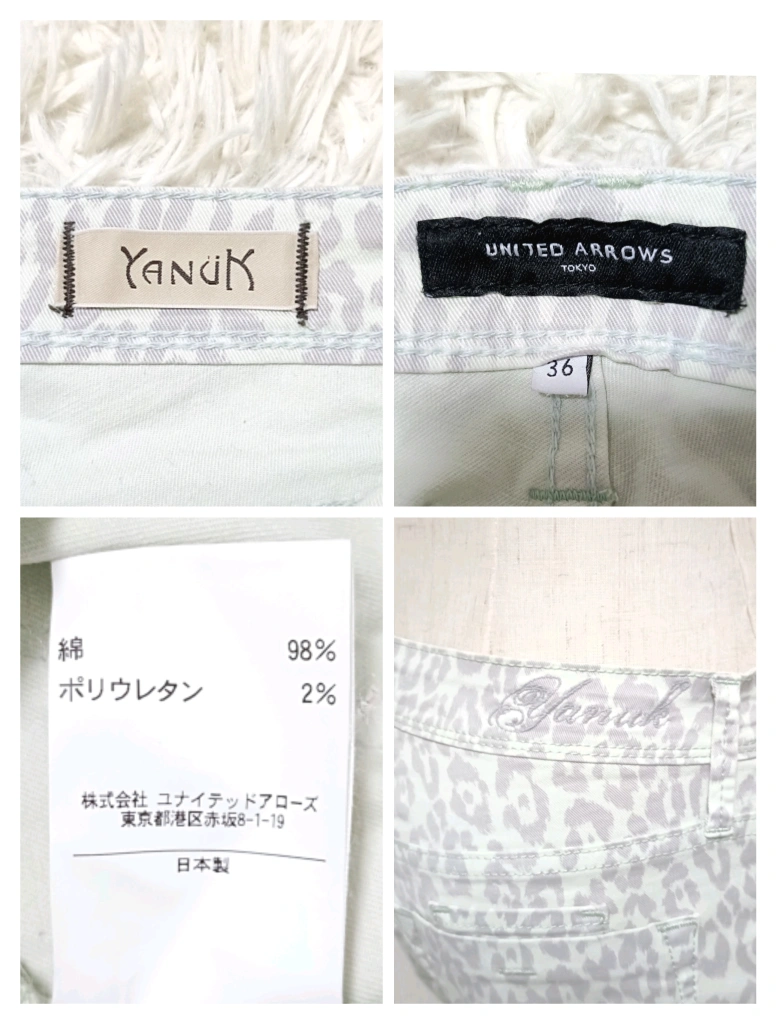 YANÜK
UNITED ARROWS
TOKYO
36
綿 98%
ポリウレタン 2%
株式会社 ユナイテッドアローズ
東京都港区赤坂8-1-19
日本製
Yanuk